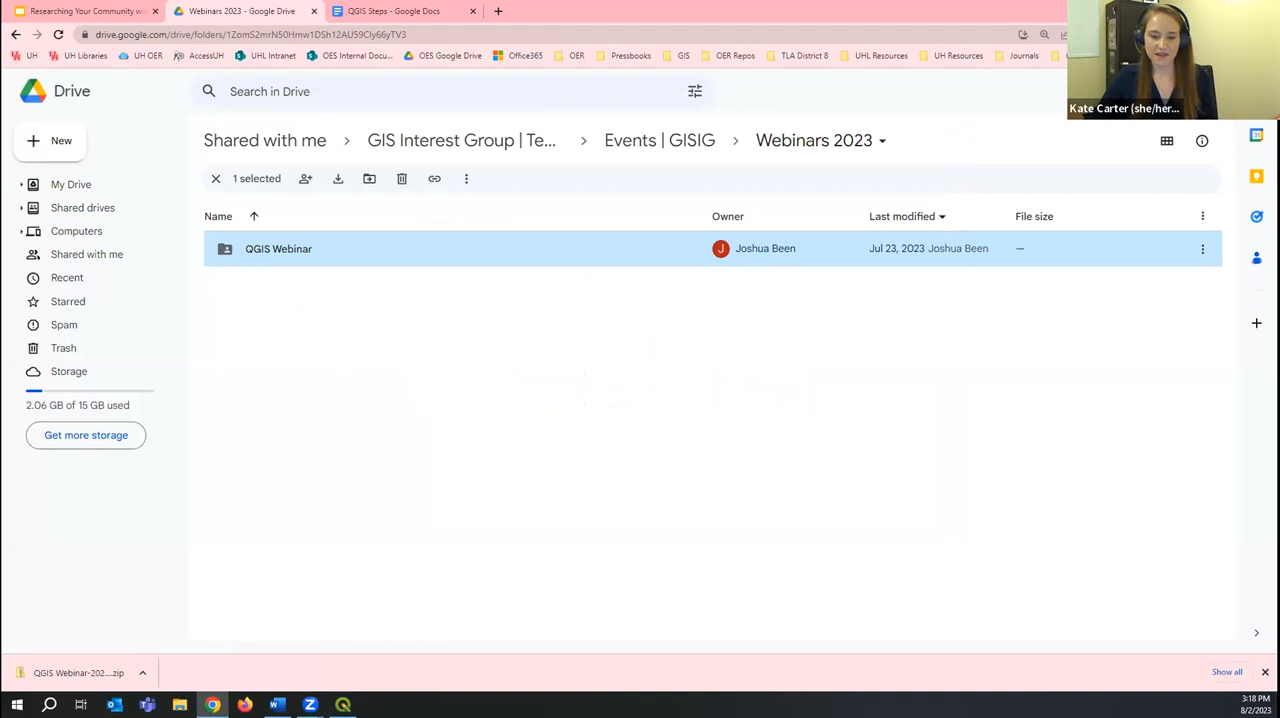 Researching Your Community wi
Webinars 2023 - Google Drive
QGIS Steps - Google Docs
drive.google.com/drive/folders/1ZomS2mrN50Hmw1DSh12AU59Cly66yTV3
UH
UH Libraries
UH OER
AccessUH
UHL Intranet
OES Internal Docu...
OES Google Drive
Office365
OER
Pressbooks
GIS
OER Repos
TLA District 8
UHL Resources
UH Resources
Journals
Kate Carter (she/her...
Drive
Search in Drive
New
Shared with me
GIS Interest Group | Te...
Events | GISIG
Webinars 2023
1 selected
My Drive
Shared drives
Computers
Shared with me
Recent
Starred
Spam
Trash
Storage
2.06 GB of 15 GB used
Get more storage
Name
Owner
Last modified
File size
QGIS Webinar
J
Joshua Been
Jul 23, 2023 Joshua Been
—
QGIS Webinar-202....zip
Show all
3:18 PM
8/2/2023